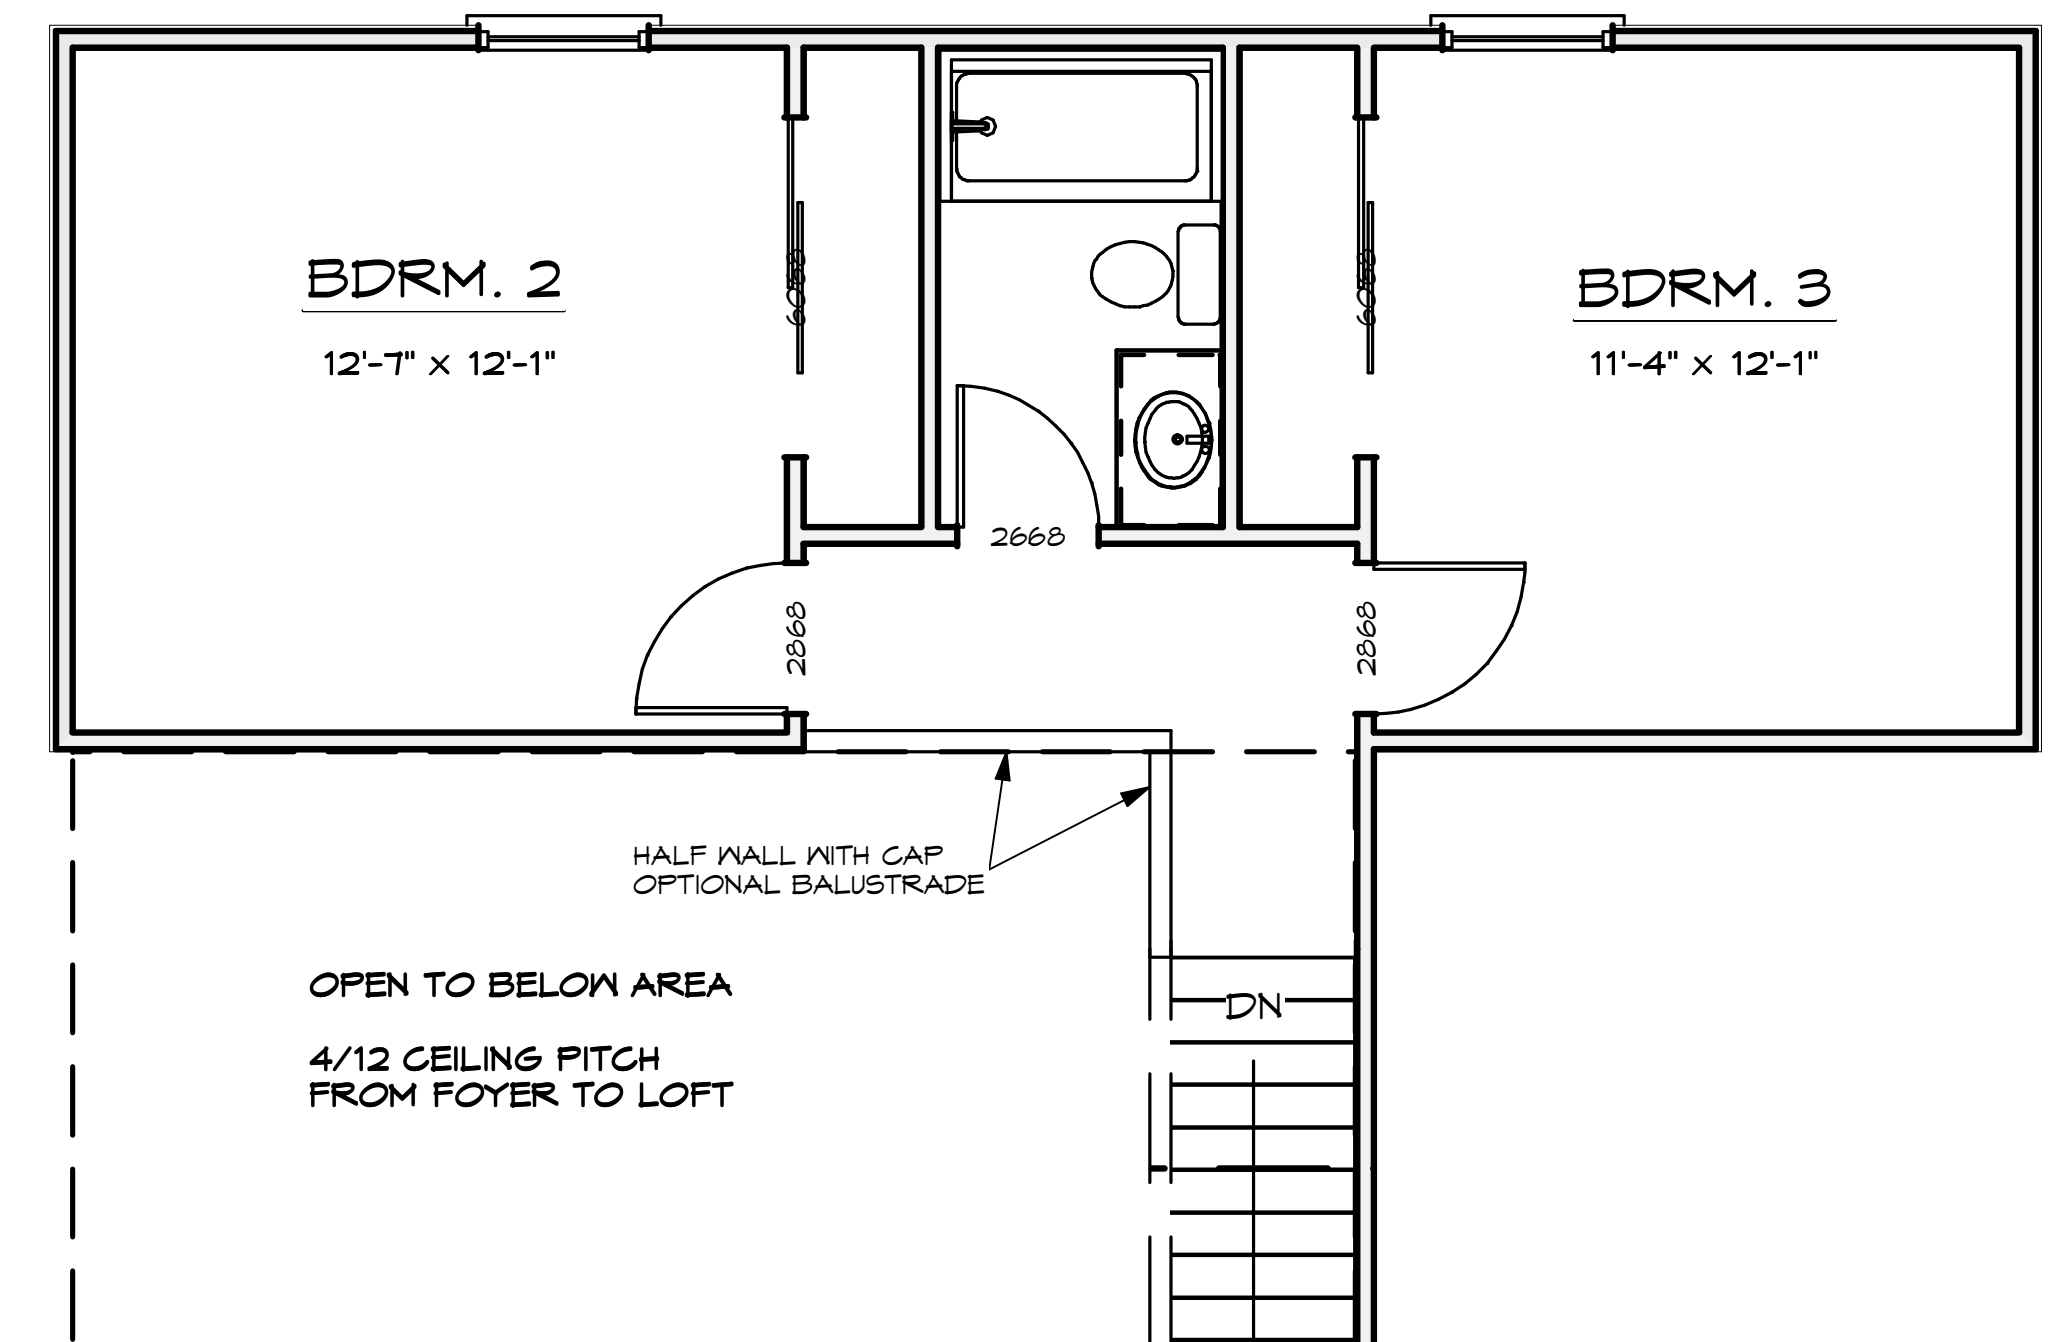 BDRM. 2
12'-7" x 12'-1"
6068
6068
BDRM. 3
11'-4" x 12'-1"
2668
2868
2868
HALF WALL WITH CAP
OPTIONAL BALUSTRADE
OPEN TO BELOW AREA
DN
4/12 CEILING PITCH
FROM FOYER TO LOFT